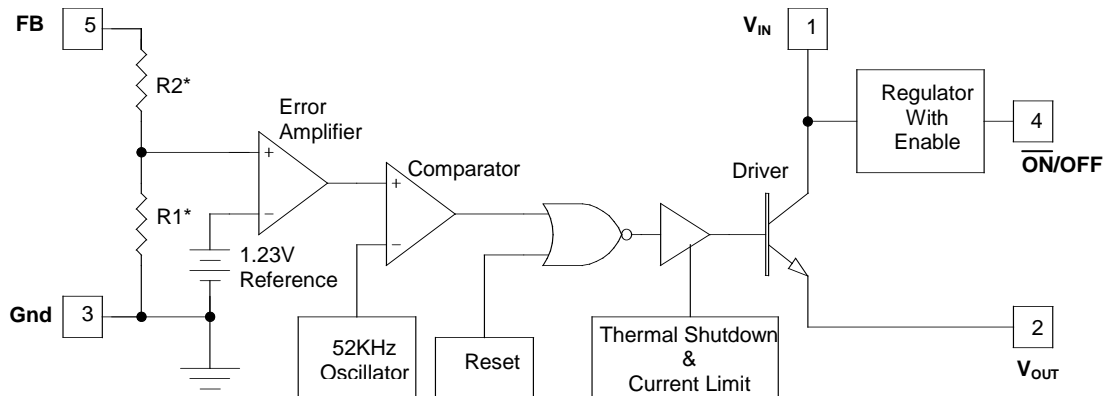 FB
5
R2*
Error
Amplifier
+
−
Comparator
+
−
R1*
1.23V
Reference
Gnd
3
52KHz
Oscillator
Reset
Thermal Shutdown
&
Current Limit
Driver
VIN
1
Regulator
With
Enable
4
ON/OFF
2
VOUT